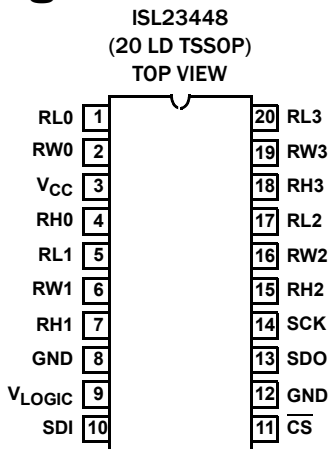 ISL23448
(20 LD TSSOP)
TOP VIEW
RL0 1 20 RL3
RW0 2 19 RW3
VCC 3 18 RH3
RH0 4 17 RL2
RL1 5 16 RW2
RW1 6 15 RH2
RH1 7 14 SCK
GND 8 13 SDO
VLOGIC 9 12 GND
SDI 10 11 CS